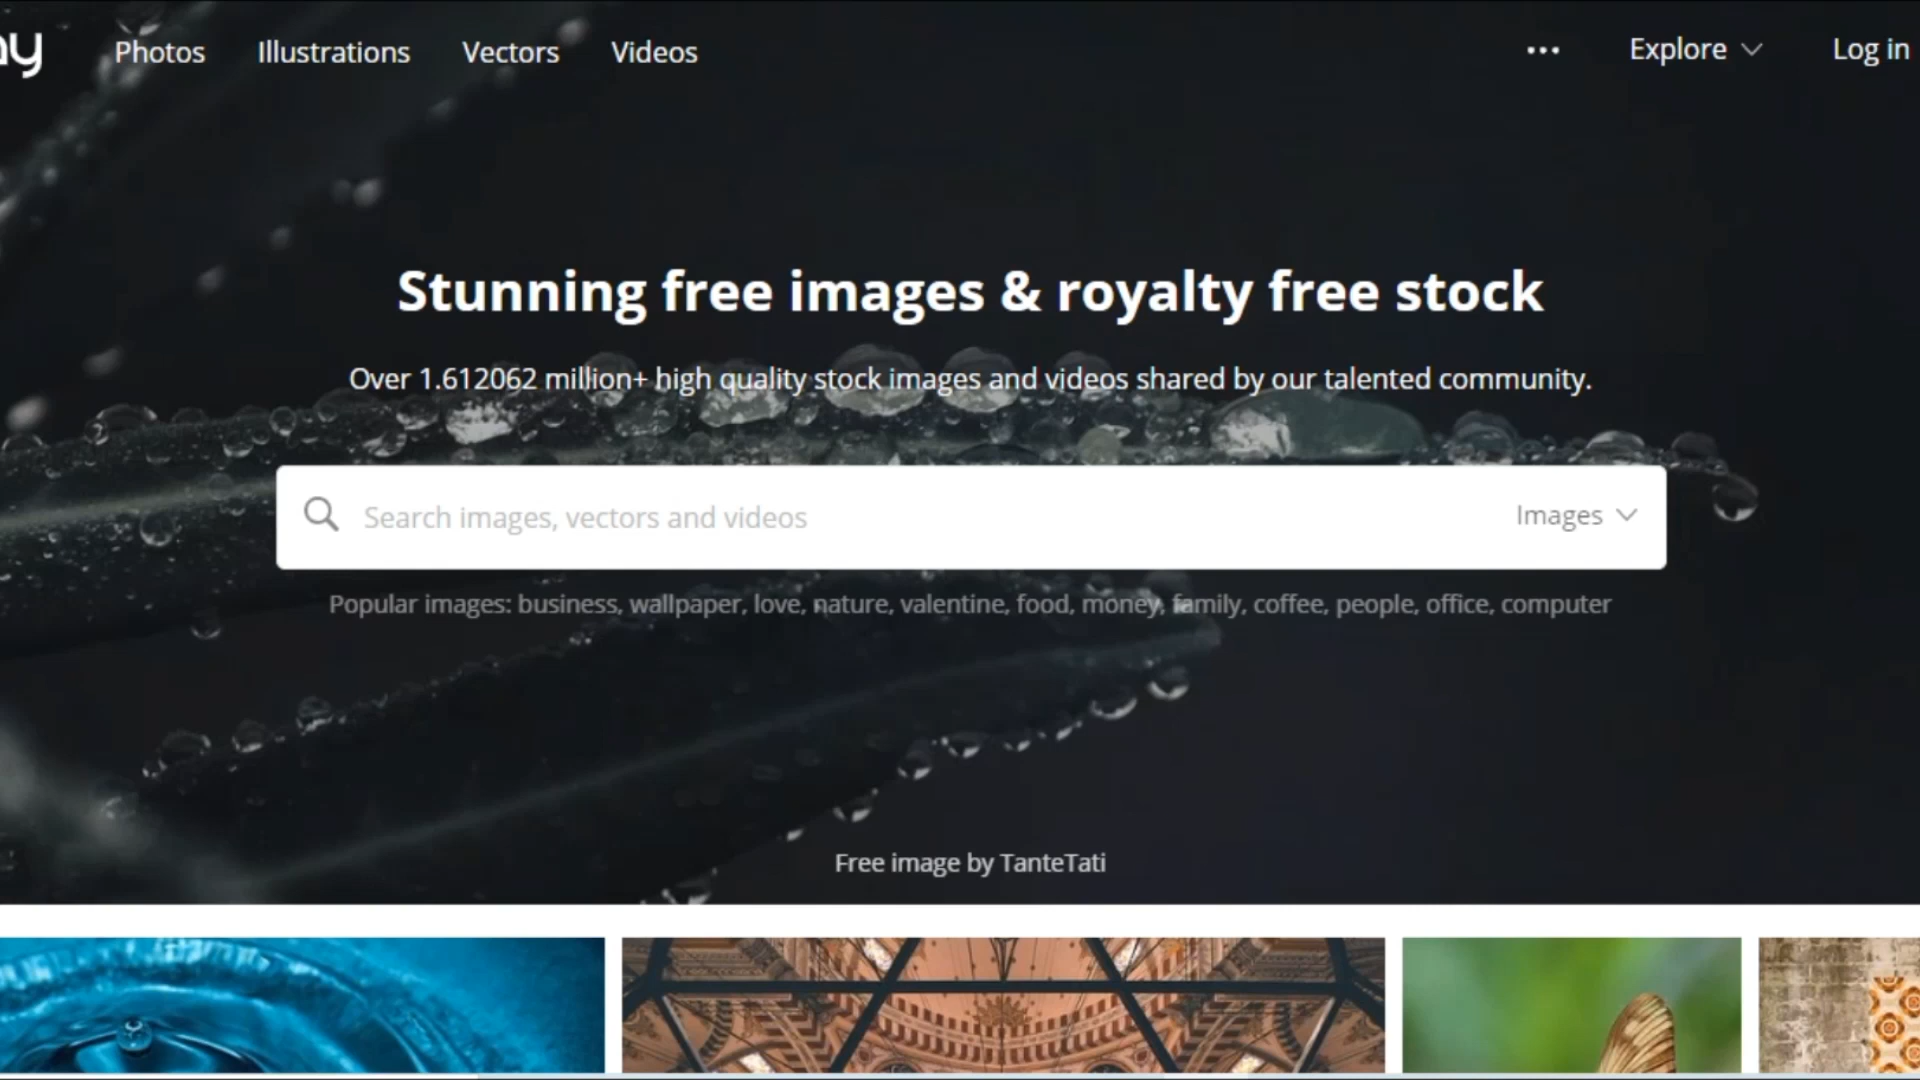 ay Photos Illustrations Vectors Videos ••• Explore Log in
Stunning free images & royalty free stock
Over 1.612062 million+ high quality stock images and videos shared by our talented community.
Search images, vectors and videos Images
Popular images: business, wallpaper, love, nature, valentine, food, money, family, coffee, people, office, computer
Free image by TanteTati